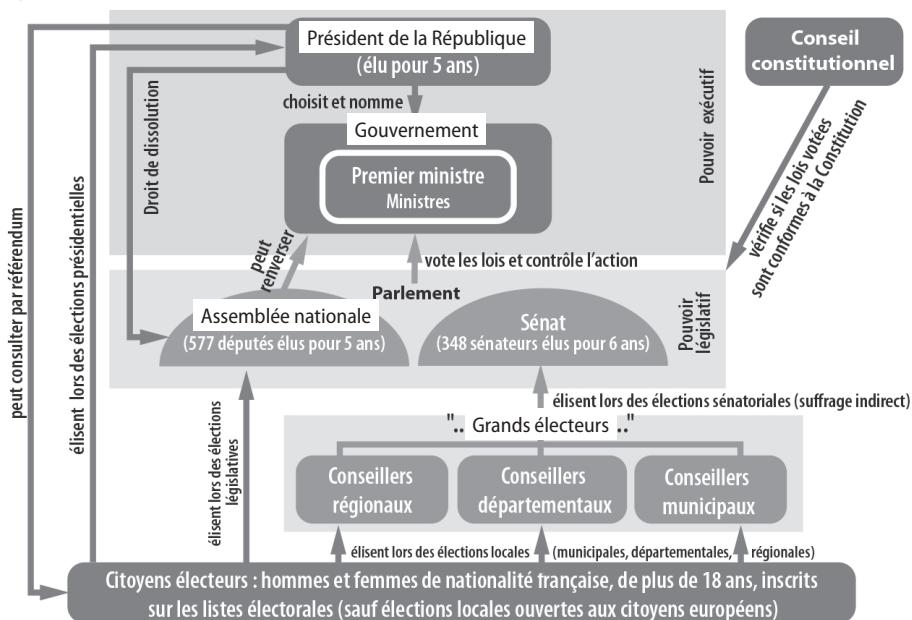 Président de la République
(élu pour 5 ans)
Conseil
constitutionnel
choisit et nomme
Gouvernement
Premier ministre
Ministres
Pouvoir exécutif
Droit de dissolution
vérifie si les lois votées
sont conformes à la Constitution
peut consulter par référendum
élisent lors des élections présidentielles
peut
renverser
vote les lois et contrôle l'action
Parlement
Assemblée nationale
(577 députés élus pour 5 ans)
Sénat
(348 sénateurs élus pour 6 ans)
Pouvoir
législatif
élisent lors des élections sénatoriales (suffrage indirect)
".. Grands électeurs .."
Conseillers
régionaux
Conseillers
départementaux
Conseillers
municipaux
élisent lors des élections
législatives
élisent lors des élections locales (municipales, départementales, régionales)
Citoyens électeurs : hommes et femmes de nationalité française, de plus de 18 ans, inscrits
sur les listes électorales (sauf élections locales ouvertes aux citoyens européens)